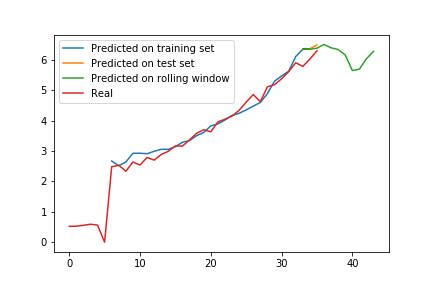 Predicted on training set
Predicted on test set
Predicted on rolling window
Real
6
5
4
3
2
1
0
0 10 20 30 40